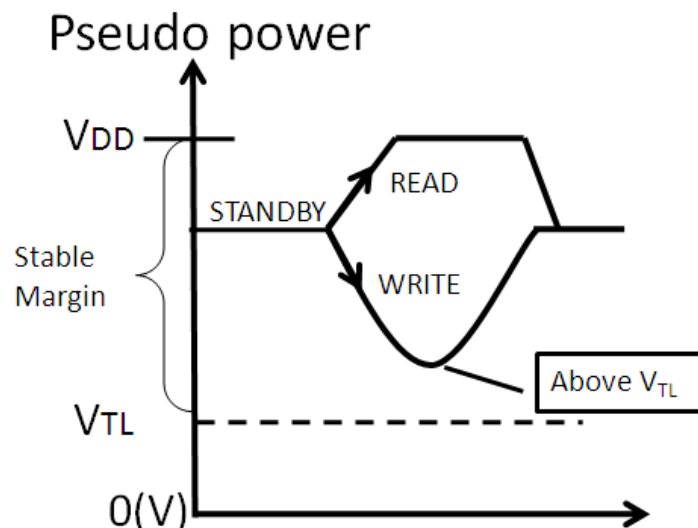 Pseudo power
VDD
READ
STANDBY
Stable
Margin
WRITE
Above VTL
VTL
0(V)